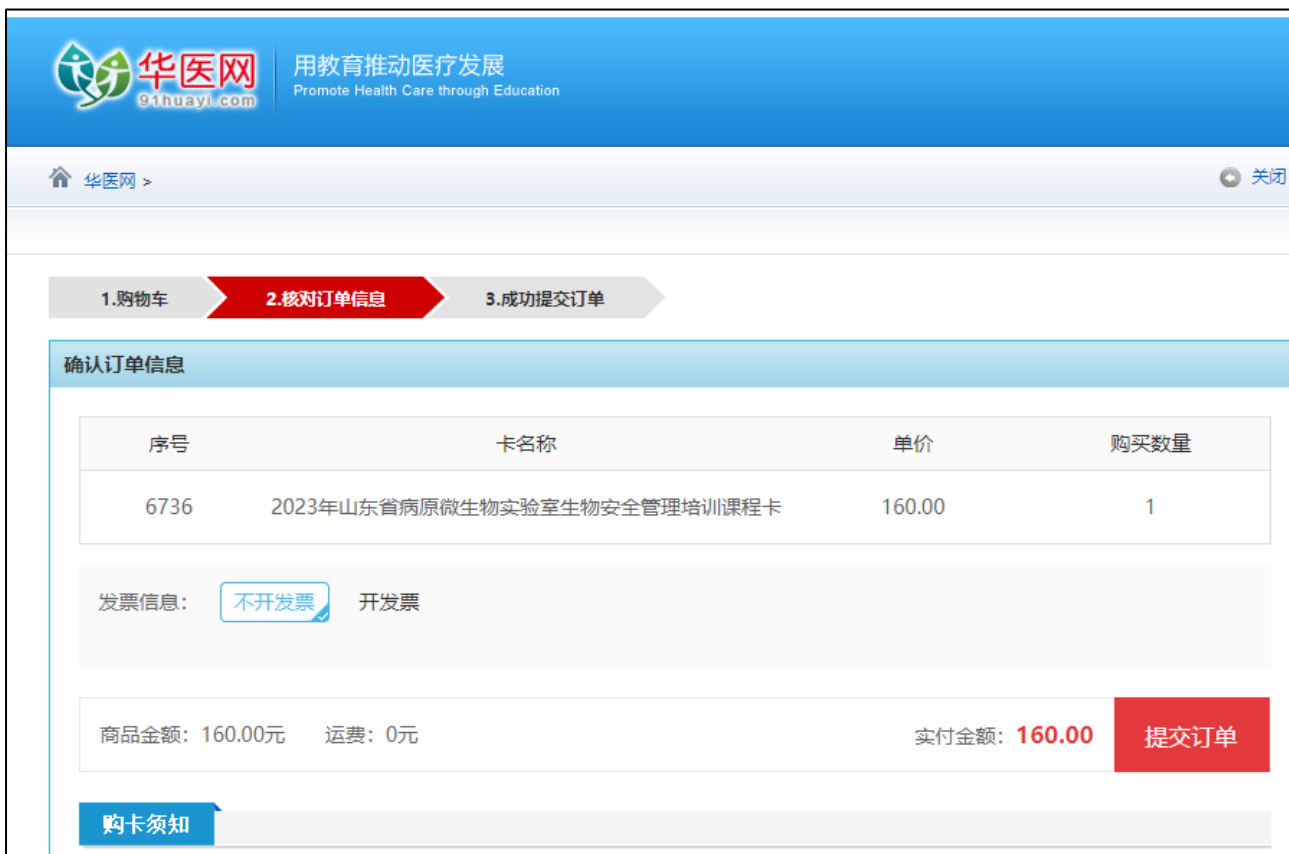 华医网
91huayi.com
用教育推动医疗发展
Promote Health Care through Education
华医网 >
关闭
1.购物车
2.核对订单信息
3.成功提交订单
确认订单信息
序号 卡名称 单价 购买数量
6736 2023年山东省病原微生物实验室生物安全管理培训课程卡 160.00 1
发票信息： 不开发票 开发票
商品金额：160.00元 运费：0元 实付金额：160.00 提交订单
购卡须知